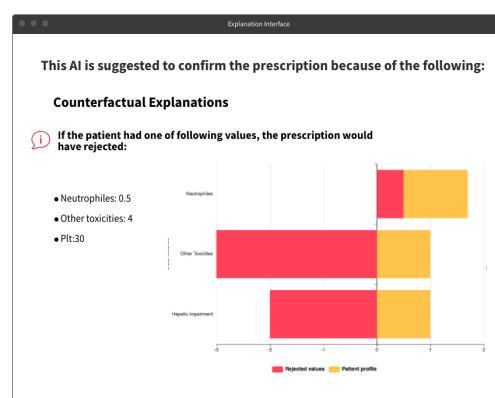 Explanation Interface
This AI is suggested to confirm the prescription because of the following:
Counterfactual Explanations
i
If the patient had one of following values, the prescription would
have rejected:
• Neutrophiles: 0.5
• Other toxicities: 4
• Plt:30
Neutrophiles
Other Toxicities
Hepatic Impairment
-3 -2 -1 0 1 2
Rejected values Patient profile